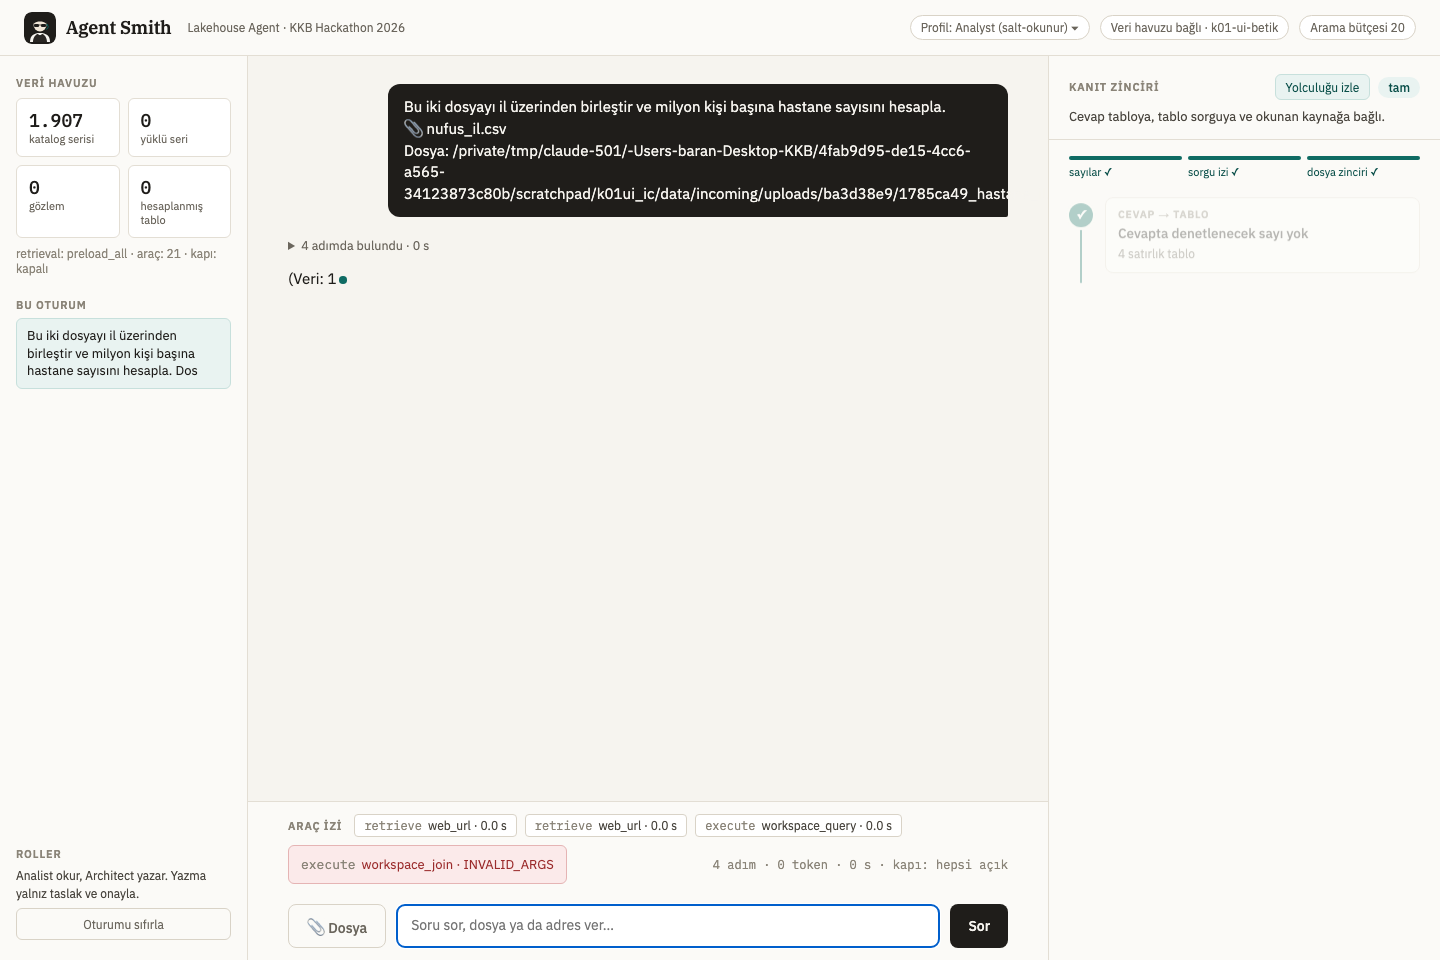 Agent Smith
Lakehouse Agent · KKB Hackathon 2026
Profil: Analyst (salt-okunur)
Veri havuzu bağlı · k01-ui-betik
Arama bütçesi 20
VERİ HAVUZU
1.907
katalog serisi
0
yüklü seri
0
gözlem
0
hesaplanmış
tablo
retrieval: preload_all · araç: 21 · kapı:
kapalı
BU OTURUM
Bu iki dosyayı il üzerinden
birleştir ve milyon kişi başına
hastane sayısını hesapla. Dos
ROLLER
Analist okur, Architect yazar. Yazma
yalnız taslak ve onayla.
Oturumu sıfırla
Bu iki dosyayı il üzerinden birleştir ve milyon kişi başına hastane sayısını hesapla.
📎 nufus_il.csv
Dosya: /private/tmp/claude-501/-Users-baran-Desktop-KKB/4fab9d95-de15-4cc6-
a565-
34123873c80b/scratchpad/k01ui_ic/data/incoming/uploads/ba3d38e9/1785ca49_hasta
▶ 4 adımda bulundu · 0 s
(Veri: 1
ARAÇ İZİ
retrieve web_url · 0.0 s
retrieve web_url · 0.0 s
execute workspace_query · 0.0 s
execute workspace_join · INVALID_ARGS
4 adım · 0 token · 0 s · kapı: hepsi açık
📎 Dosya
Soru sor, dosya ya da adres ver...
Sor
KANIT ZİNCİRİ
Yolculuğu izle
tam
Cevap tabloya, tablo sorguya ve okunan kaynağa bağlı.
sayılar ✓
sorgu izi ✓
dosya zinciri ✓
CEVAP → TABLO
Cevapta denetlenecek sayı yok
4 satırlık tablo